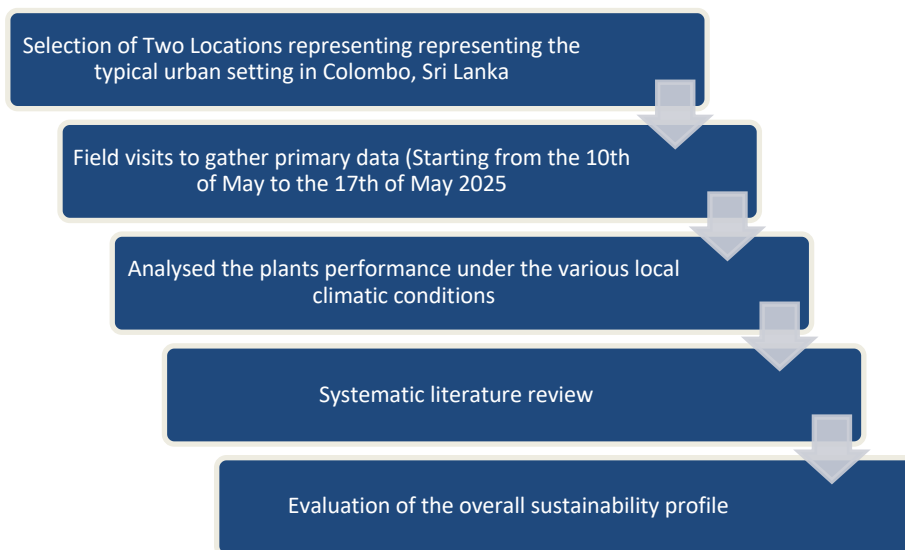 Selection of Two Locations representing representing the
typical urban setting in Colombo, Sri Lanka
Field visits to gather primary data (Starting from the 10th
of May to the 17th of May 2025
Analysed the plants performance under the various local
climatic conditions
Systematic literature review
Evaluation of the overall sustainability profile